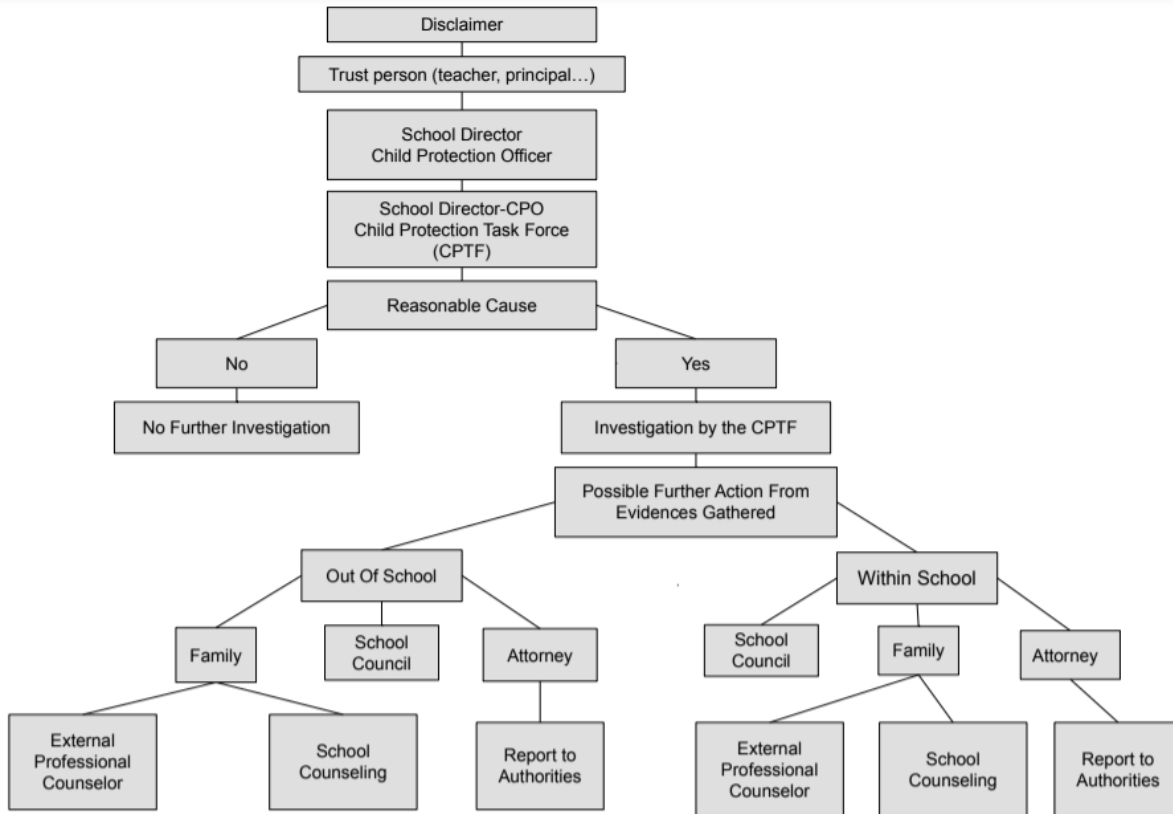 Disclaimer
Trust person (teacher, principal…)
School Director
Child Protection Officer
School Director-CPO
Child Protection Task Force
(CPTF)
Reasonable Cause
No
Yes
No Further Investigation
Investigation by the CPTF
Possible Further Action From
Evidences Gathered
Out Of School
Within School
Family
School
Council
Attorney
School
Council
Family
Attorney
External
Professional
Counselor
School
Counseling
Report to
Authorities
External
Professional
Counselor
School
Counseling
Report to
Authorities